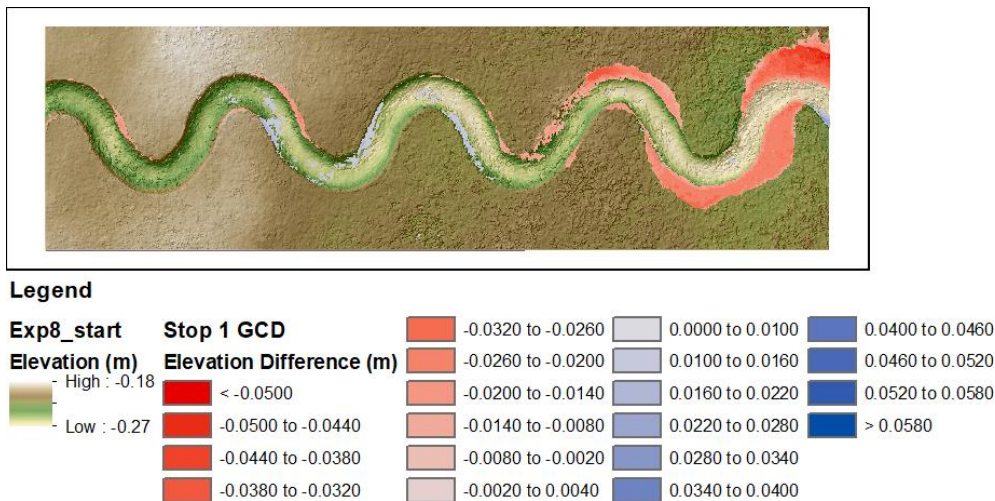 Legend
Exp8_start
Elevation (m)
High : -0.18
Low : -0.27
Stop 1 GCD
Elevation Difference (m)
< -0.0500
-0.0500 to -0.0440
-0.0440 to -0.0380
-0.0380 to -0.0320
-0.0320 to -0.0260
-0.0260 to -0.0200
-0.0200 to -0.0140
-0.0140 to -0.0080
-0.0080 to -0.0020
-0.0020 to 0.0040
0.0000 to 0.0100
0.0100 to 0.0160
0.0160 to 0.0220
0.0220 to 0.0280
0.0280 to 0.0340
0.0340 to 0.0400
0.0400 to 0.0460
0.0460 to 0.0520
0.0520 to 0.0580
> 0.0580